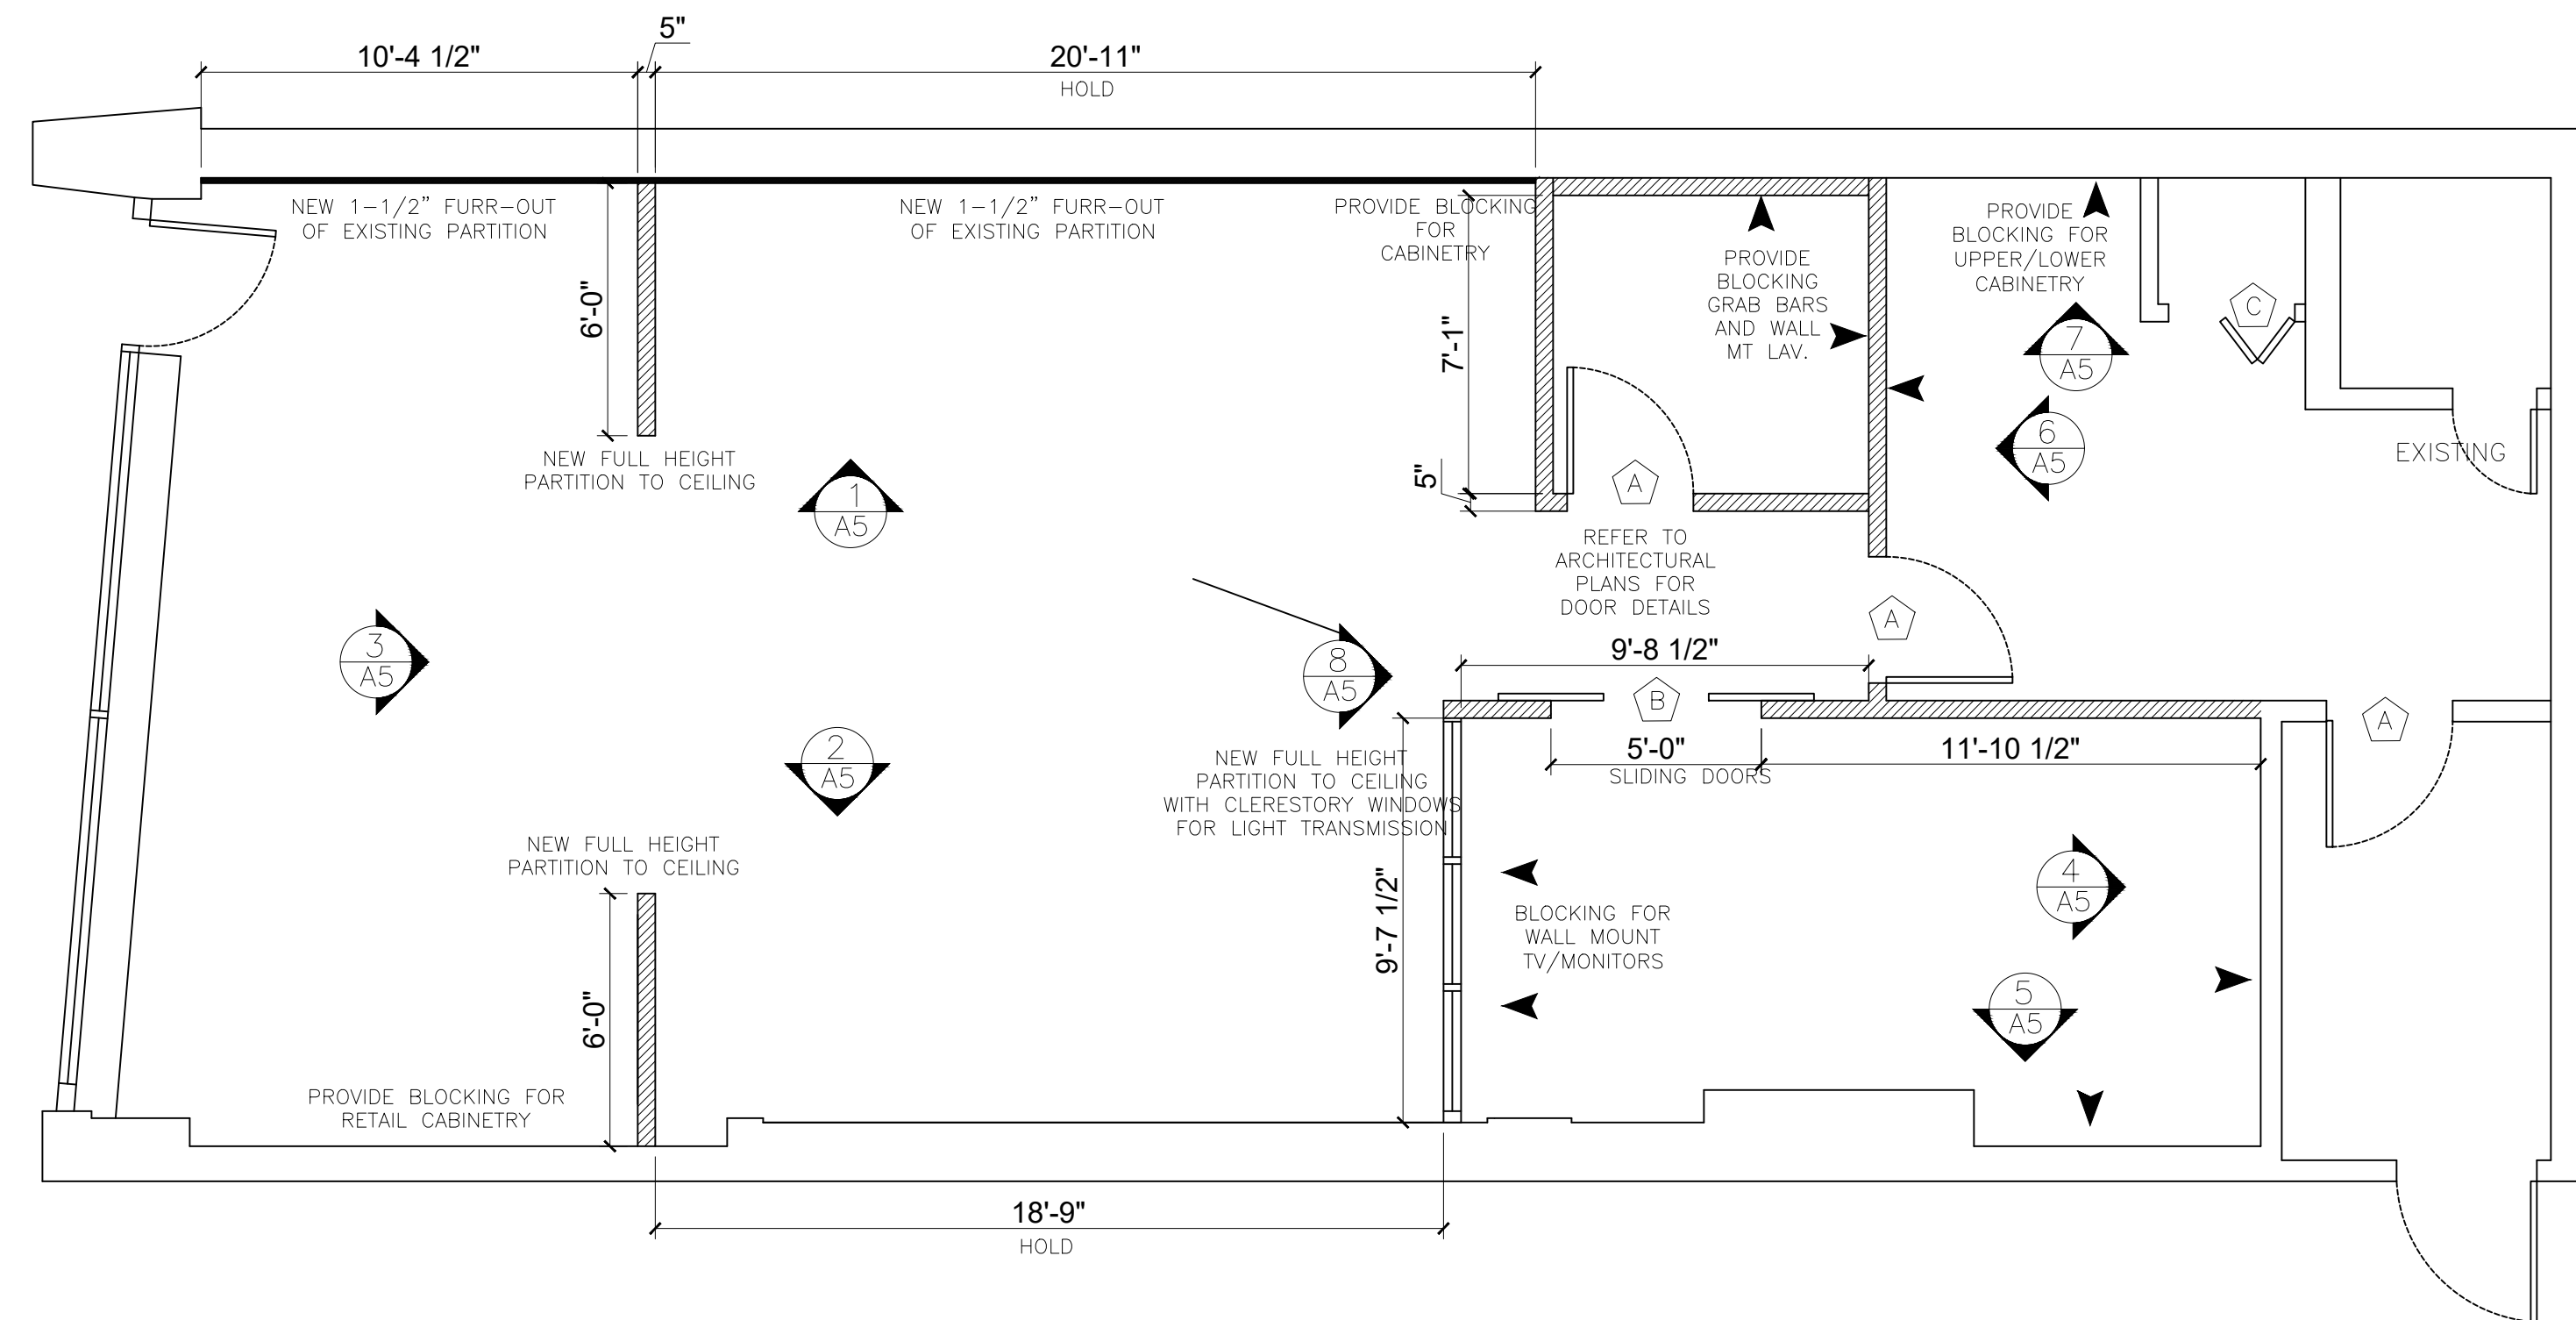 5"
10'-4 1/2"
20'-11"
HOLD
NEW 1-1/2” FURR-OUT
OF EXISTING PARTITION
NEW 1-1/2” FURR-OUT
OF EXISTING PARTITION
PROVIDE BLOCKING
FOR
CABINETRY
PROVIDE
BLOCKING
GRAB BARS
AND WALL
MT LAV.
PROVIDE
BLOCKING FOR
UPPER/LOWER
CABINETRY
6'-0"
7'-1"
5"
C
7
A5
6
A5
EXISTING
NEW FULL HEIGHT
PARTITION TO CEILING
1
A5
A
REFER TO
ARCHITECTURAL
PLANS FOR
DOOR DETAILS
A
3
A5
8
A5
9'-8 1/2"
B
A
2
A5
NEW FULL HEIGHT
PARTITION TO CEILING
WITH CLERESTORY WINDOWS
FOR LIGHT TRANSMISSION
5'-0"
SLIDING DOORS
11'-10 1/2"
NEW FULL HEIGHT
PARTITION TO CEILING
9'-7 1/2"
4
A5
BLOCKING FOR
WALL MOUNT
TV/MONITORS
5
A5
6'-0"
PROVIDE BLOCKING FOR
RETAIL CABINETRY
18'-9"
HOLD